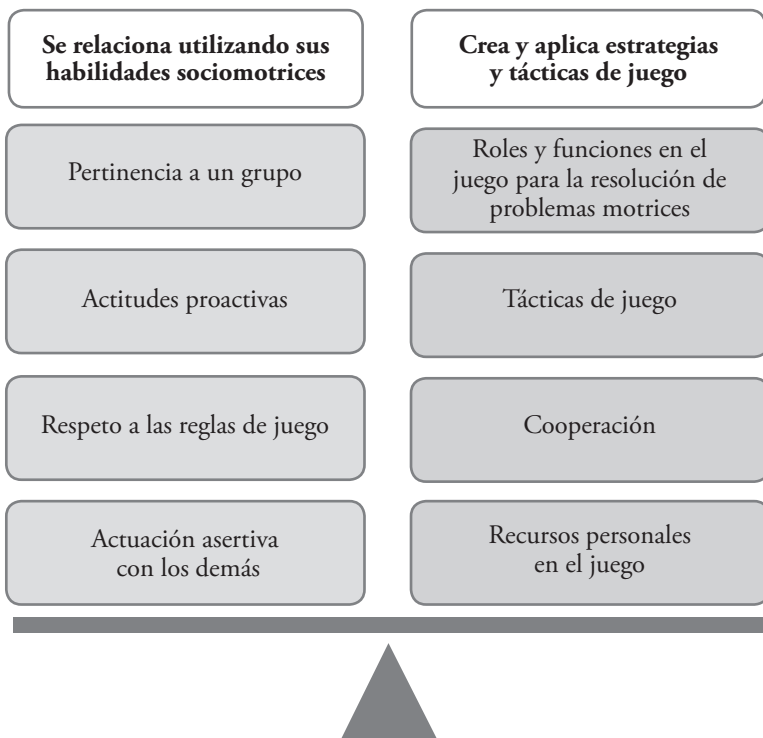 Se relaciona utilizando sus
habilidades sociomotrices
Pertinencia a un grupo
Actitudes proactivas
Respeto a las reglas de juego
Actuación asertiva
con los demás
Crea y aplica estrategias
y tácticas de juego
Roles y funciones en el
juego para la resolución de
problemas motrices
Tácticas de juego
Cooperación
Recursos personales
en el juego